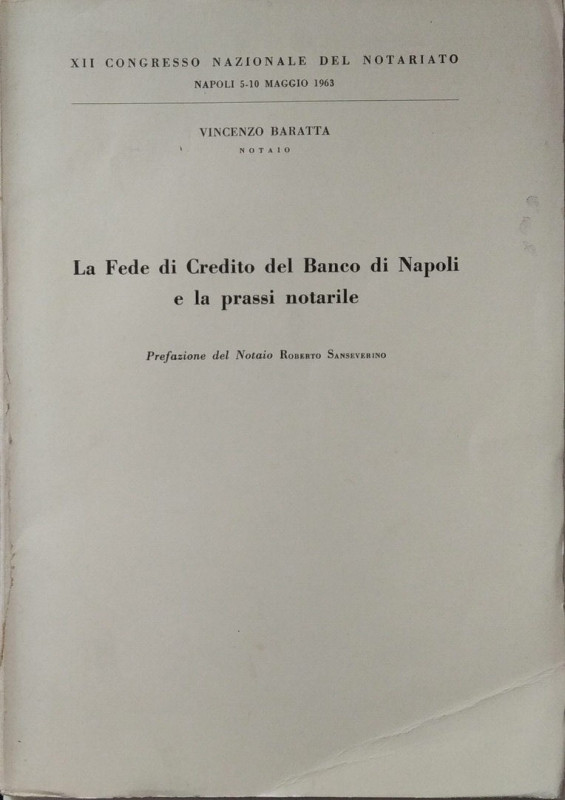 XII CONGRESSO NAZIONALE DEL NOTARIATO
NAPOLI 5-10 MAGGIO 1963
VINCENZO BARATTA
NOTAIO
La Fede di Credito del Banco di Napoli
e la prassi notarile
Prefazione del Notaio ROBERTO SANSEVERINO